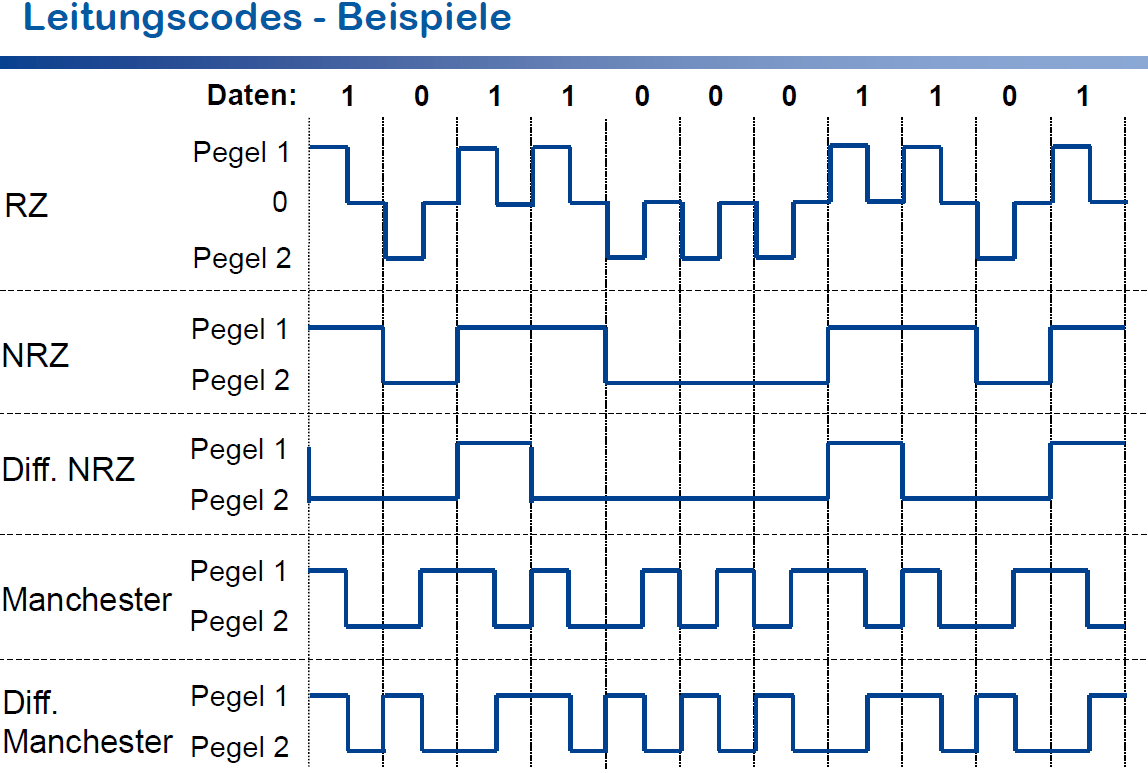 Leitungscodes - Beispiele
Daten: 1 0 1 1 0 0 0 1 1 0 1
Pegel 1
RZ 0
Pegel 2
Pegel 1
NRZ
Pegel 2
Pegel 1
Diff. NRZ
Pegel 2
Pegel 1
Manchester
Pegel 2
Diff. Pegel 1
Manchester Pegel 2